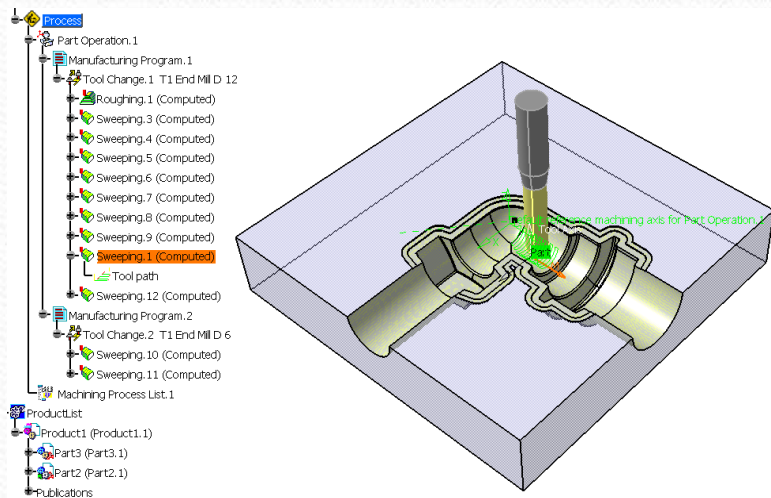 Process
Part Operation.1
Manufacturing Program.1
Tool Change.1 T1 End Mill D 12
Roughing.1 (Computed)
Sweeping.3 (Computed)
Sweeping.4 (Computed)
Sweeping.5 (Computed)
Sweeping.6 (Computed)
Sweeping.7 (Computed)
Sweeping.8 (Computed)
Sweeping.9 (Computed)
Sweeping.1 (Computed)
Tool path
Sweeping.12 (Computed)
Manufacturing Program.2
Tool Change.2 T1 End Mill D 6
Sweeping.10 (Computed)
Sweeping.11 (Computed)
Machining Process List.1
ProductList
Product1 (Product1.1)
Part3 (Part3.1)
Part2 (Part2.1)
Publications
reference machining axis for Part Operation.1
Part